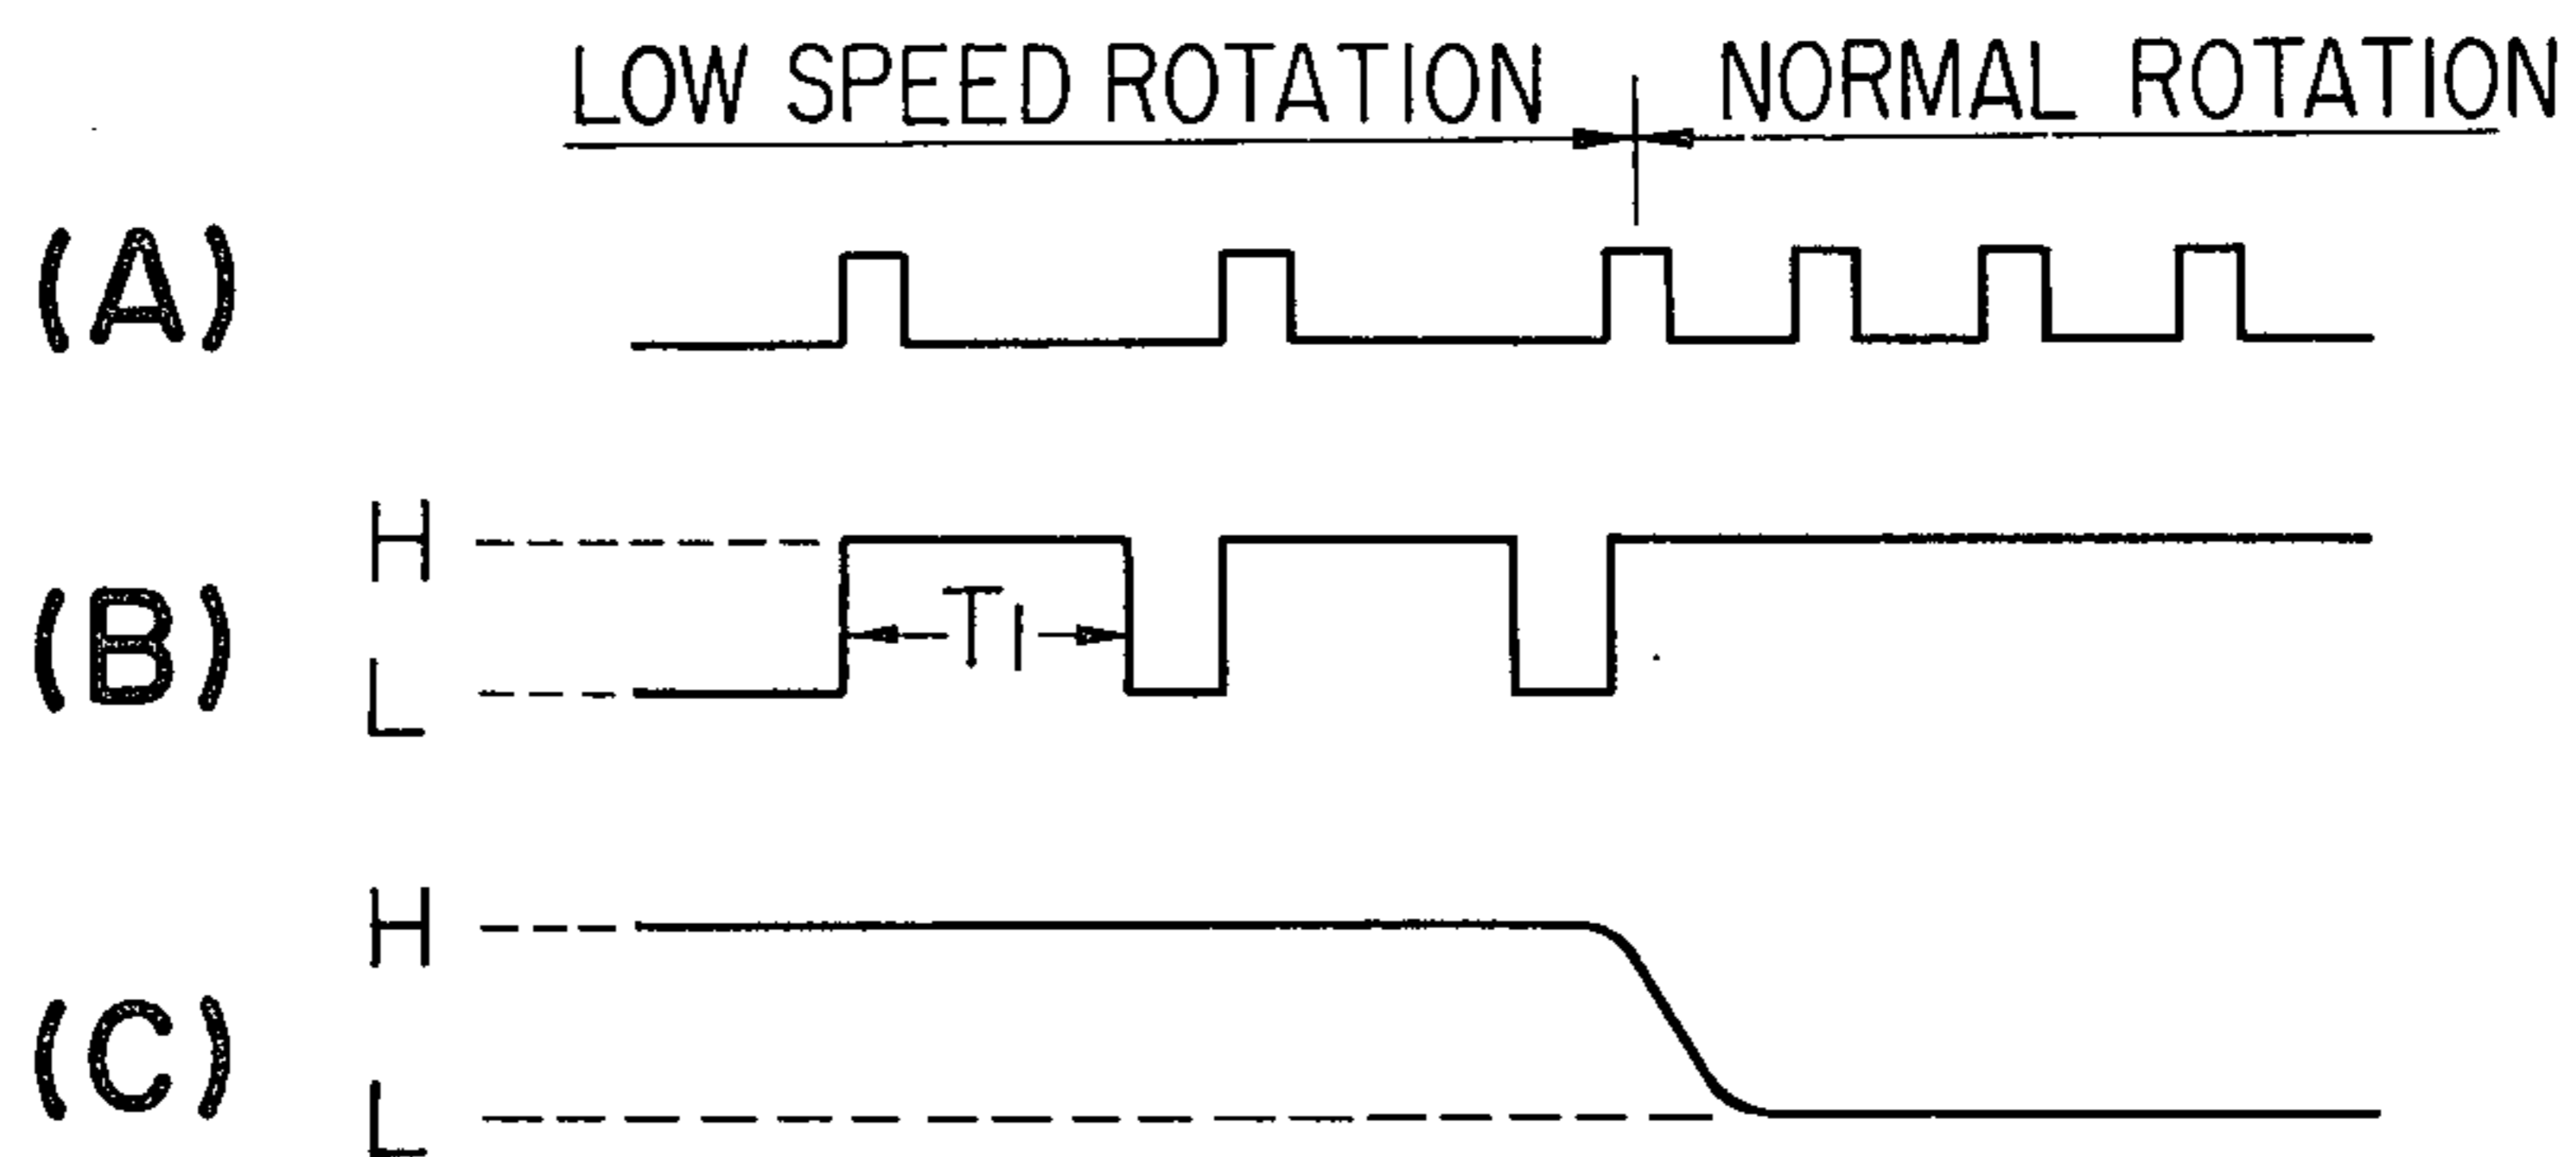 LOW SPEED ROTATION NORMAL ROTATION
(A)
H
(B)
T1
L
H
(C)
L